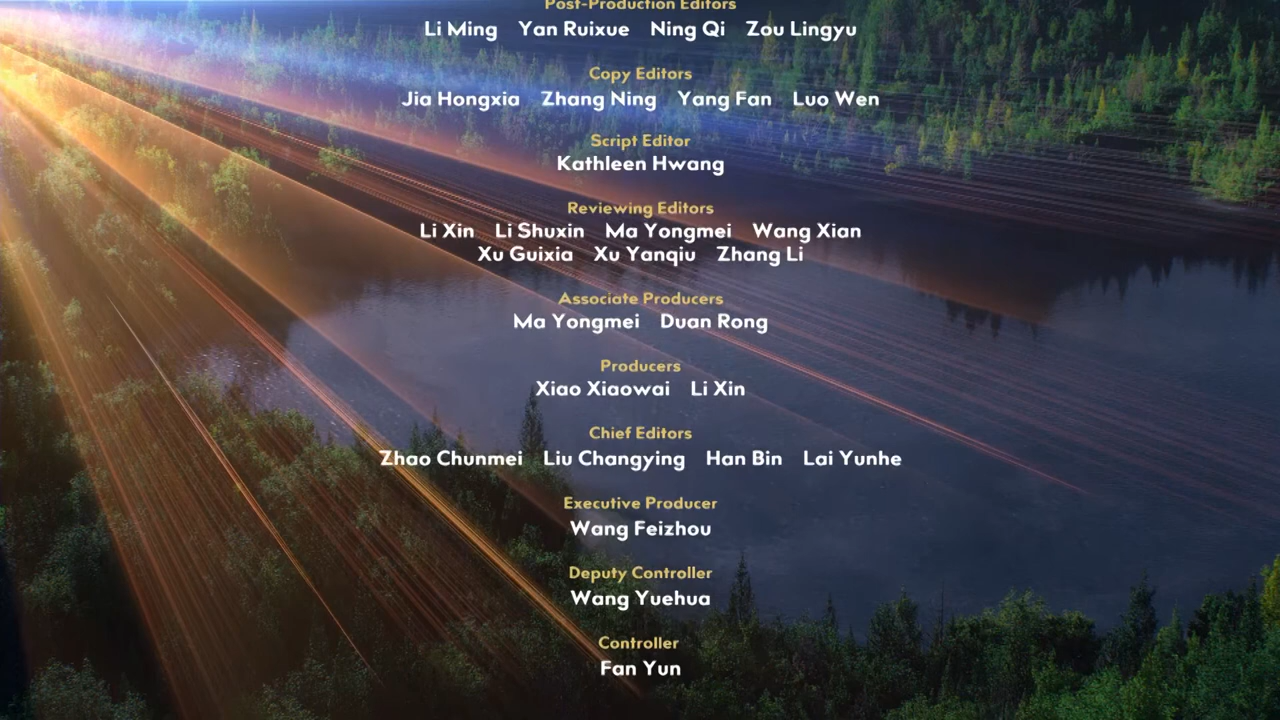 Post-Production Editors
Li Ming Yan Ruixue Ning Qi Zou Lingyu
Copy Editors
Jia Hongxia Zhang Ning Yang Fan Luo Wen
Script Editor
Kathleen Hwang
Reviewing Editors
Li Xin Li Shuxin Ma Yongmei Wang Xian
Xu Guixia Xu Yanqiu Zhang Li
Associate Producers
Ma Yongmei Duan Rong
Producers
Xiao Xiaowai Li Xin
Chief Editors
Zhao Chunmei Liu Changying Han Bin Lai Yunhe
Executive Producer
Wang Feizhou
Deputy Controller
Wang Yuehua
Controller
Fan Yun